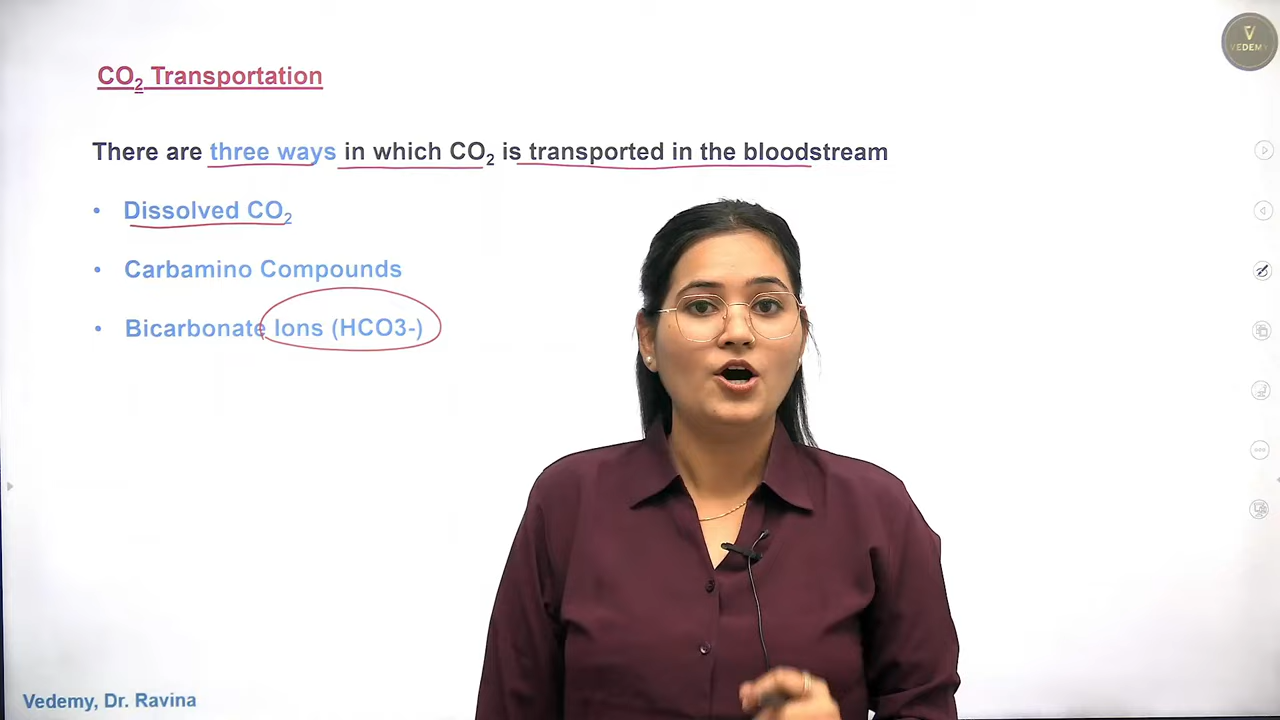 VEDEMY
CO₂ Transportation
There are three ways in which CO₂ is transported in the bloodstream
• Dissolved CO₂
• Carbamino Compounds
• Bicarbonate Ions (HCO3-)
Vedemy, Dr. Ravina